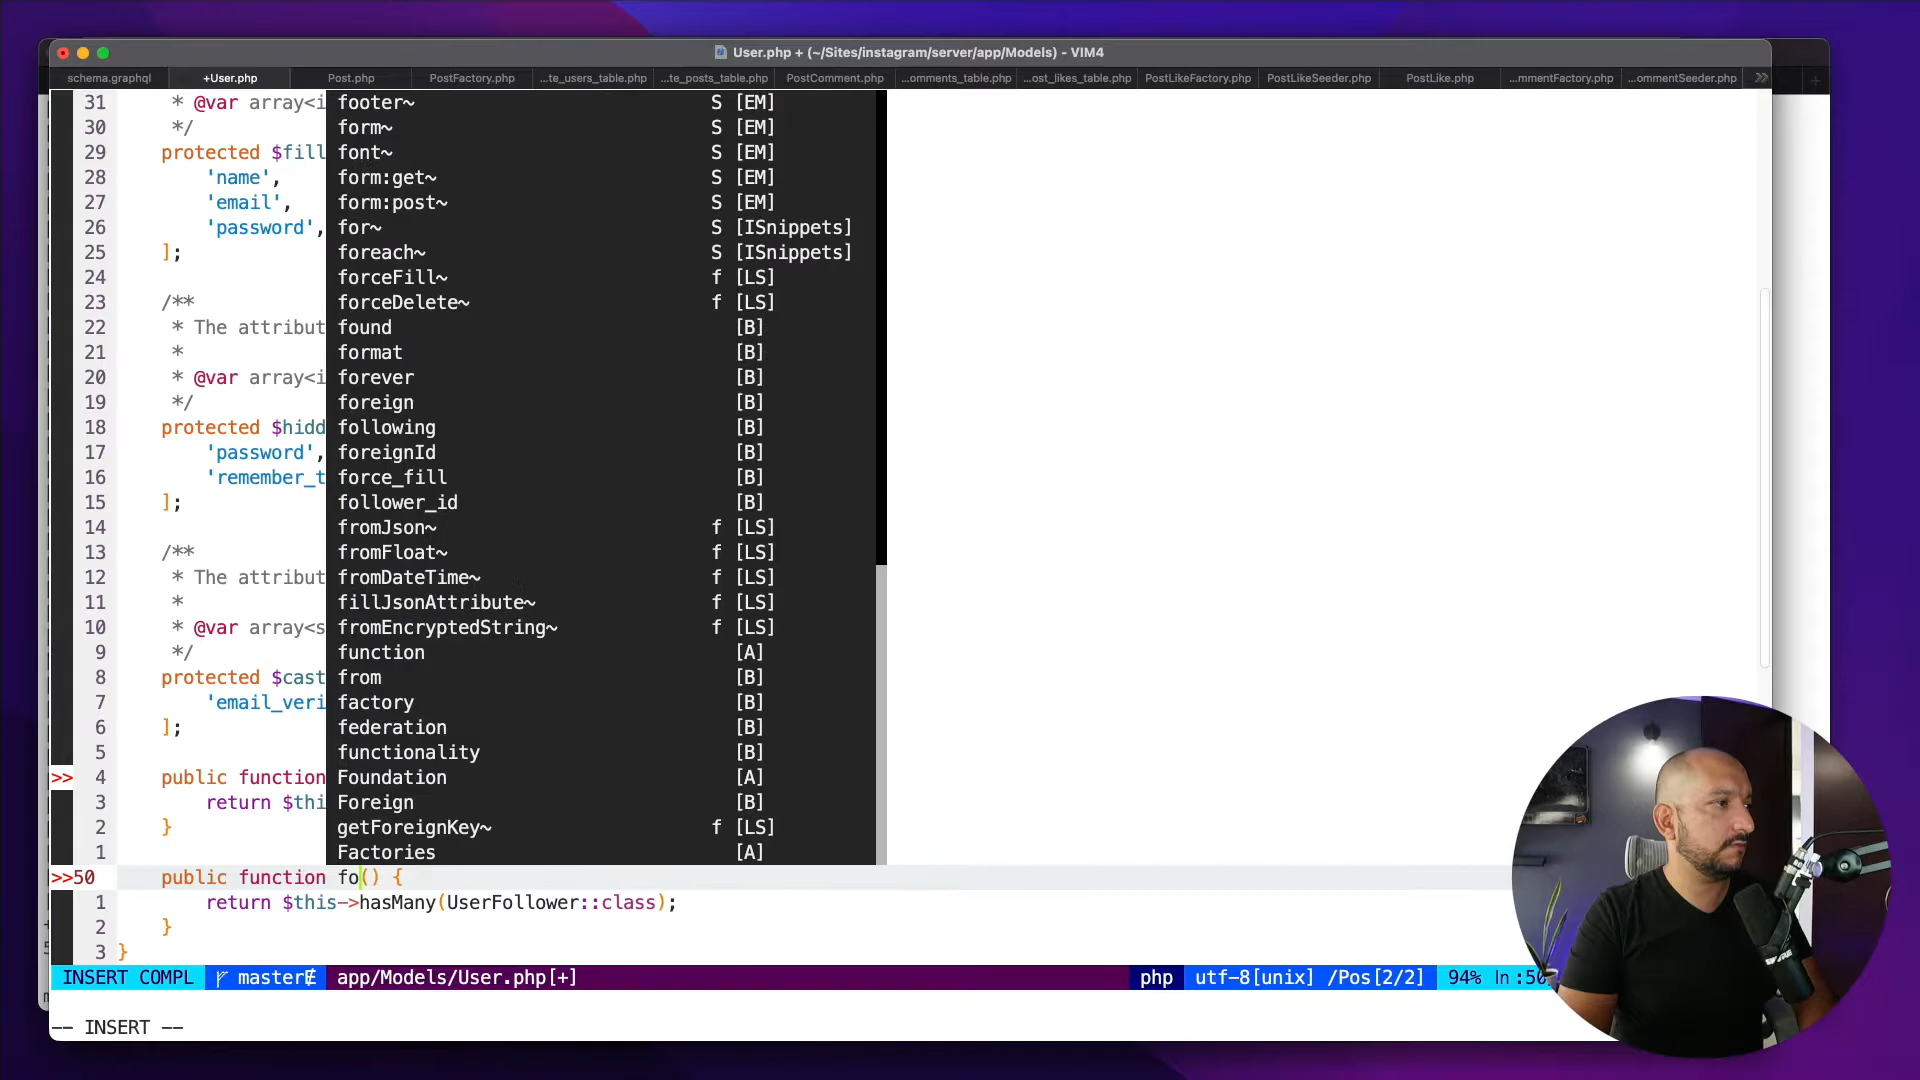 User.php + (~/Sites/instagram/server/app/Models) - VIM4
schema.graphql +User.php Post.php PostFactory.php ...te_users_table.php ...te_posts_table.php PostComment.php ...omments_table.php ...ost_likes_table.php PostLikeFactory.php PostLikeSeeder.php PostLike.php ...mmentFactory.php ...ommentSeeder.php »
31 * @var array<i footer~ S [EM]
30 */ form~ S [EM]
29 protected $fill font~ S [EM]
28 'name', form:get~ S [EM]
27 'email', form:post~ S [EM]
26 'password', for~ S [ISnippets]
25 ]; foreach~ S [ISnippets]
24 forceFill~ f [LS]
23 /** forceDelete~ f [LS]
22 * The attribut found [B]
21 * format [B]
20 * @var array<i forever [B]
19 */ foreign [B]
18 protected $hidd following [B]
17 'password', foreignId [B]
16 'remember_t force_fill [B]
15 ]; follower_id [B]
14 fromJson~ f [LS]
13 /** fromFloat~ f [LS]
12 * The attribut fromDateTime~ f [LS]
11 * fillJsonAttribute~ f [LS]
10 * @var array<s fromEncryptedString~ f [LS]
9 */ function [A]
8 protected $cast from [B]
7 'email_veri factory [B]
6 ]; federation [B]
5 functionality [B]
>> 4 public function Foundation [A]
3 return $thi Foreign [B]
2 } getForeignKey~ f [LS]
1 Factories [A]
>>50 public function fo() {
1 return $this->hasMany(UserFollower::class);
2 }
3 }
INSERT COMPL master app/Models/User.php[+] php utf-8[unix] /Pos[2/2] 94% ln:50
-- INSERT --